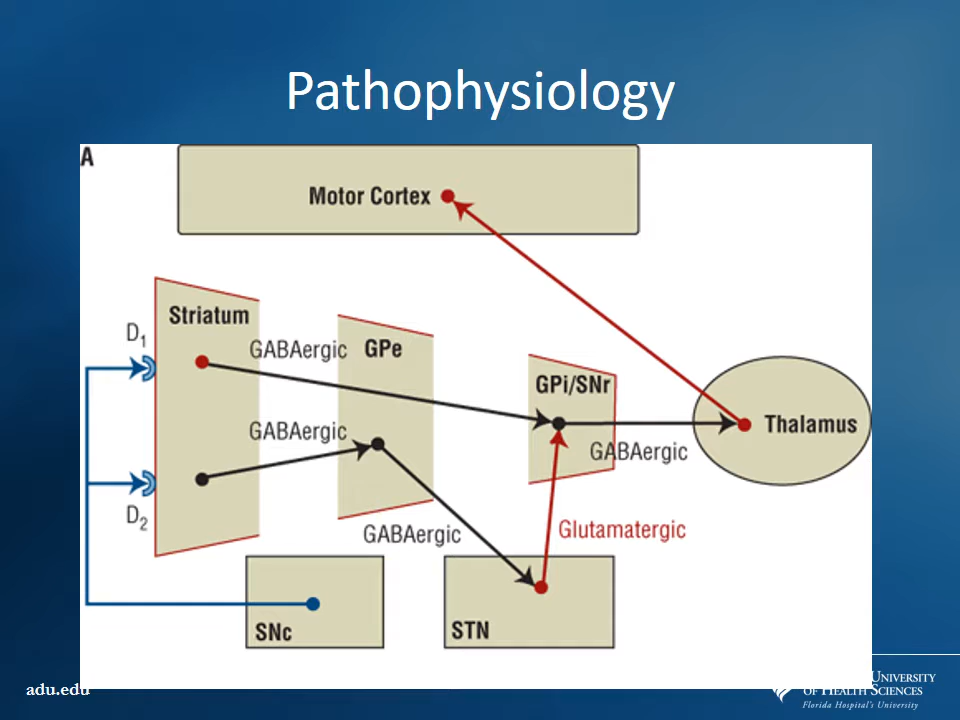 Pathophysiology
A
Motor Cortex
Striatum
D1
GABAergic
GPe
GPi/SNr
Thalamus
GABAergic
GABAergic
D2
GABAergic
Glutamatergic
SNc
STN
adu.edu
UNIVERSITY
OF HEALTH SCIENCES
Florida Hospital's University